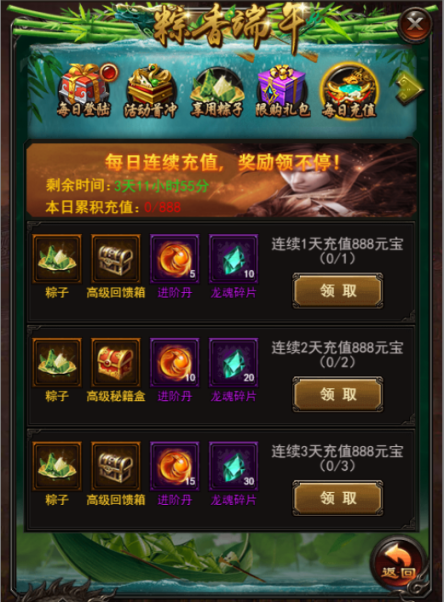 粽香端午
每日登陆 活动首冲 享用粽子 限购礼包 每日充值
每日连续充值，奖励领不停！
剩余时间：3天11小时55分
本日累积充值：0/888
连续1天充值888元宝
(0/1)
5 10
领取
粽子 高级回馈箱 进阶丹 龙魂碎片
连续2天充值888元宝
(0/2)
10 20
领取
粽子 高级秘籍盒 进阶丹 龙魂碎片
连续3天充值888元宝
(0/3)
15 30
领取
粽子 高级回馈箱 进阶丹 龙魂碎片
返回